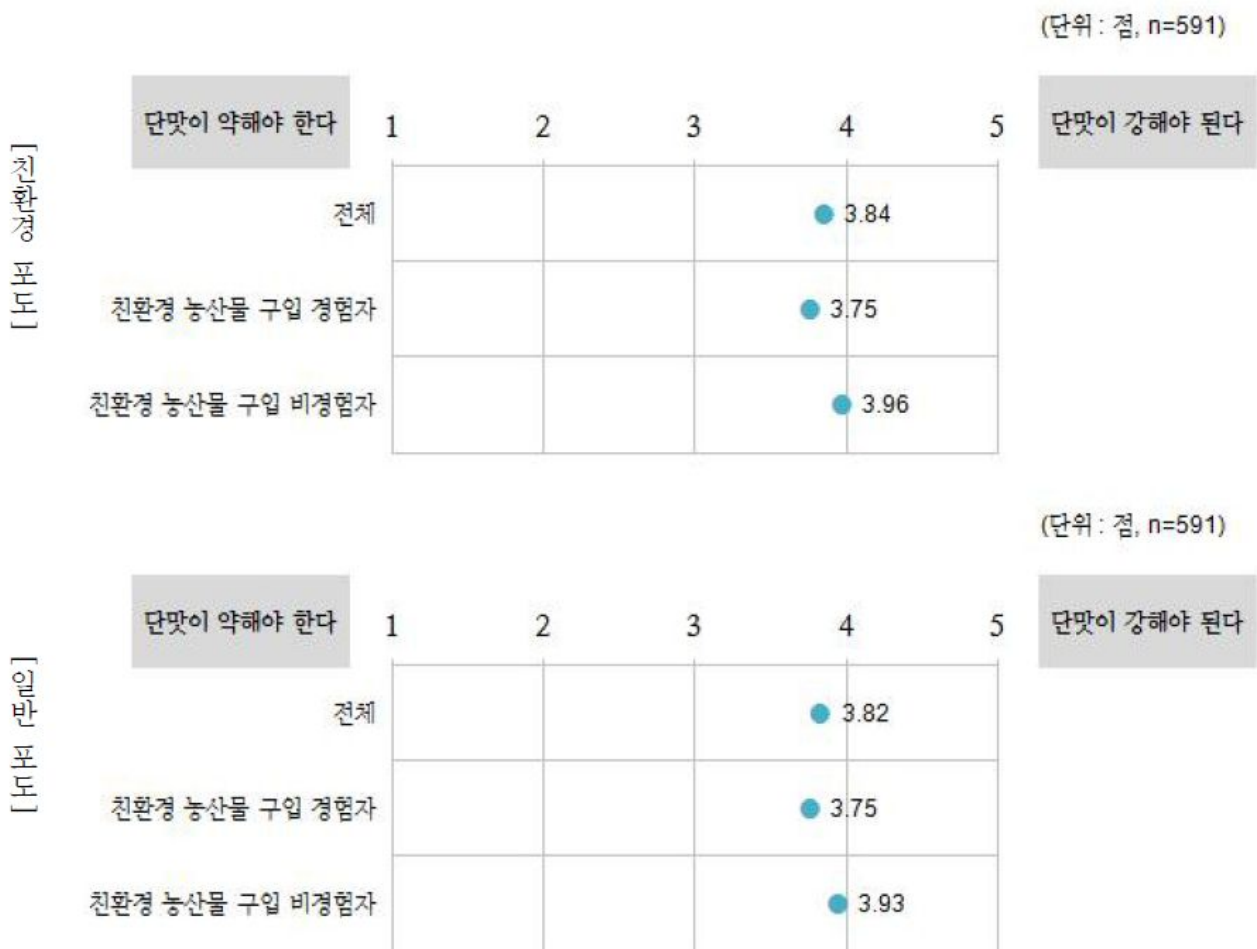 (단위 : 점, n=591)
단맛이 약해야 한다 1 2 3 4 5 단맛이 강해야 된다
[친환경 포도]
전체 3.84
친환경 농산물 구입 경험자 3.75
친환경 농산물 구입 비경험자 3.96
(단위 : 점, n=591)
단맛이 약해야 한다 1 2 3 4 5 단맛이 강해야 된다
[일반 포도]
전체 3.82
친환경 농산물 구입 경험자 3.75
친환경 농산물 구입 비경험자 3.93